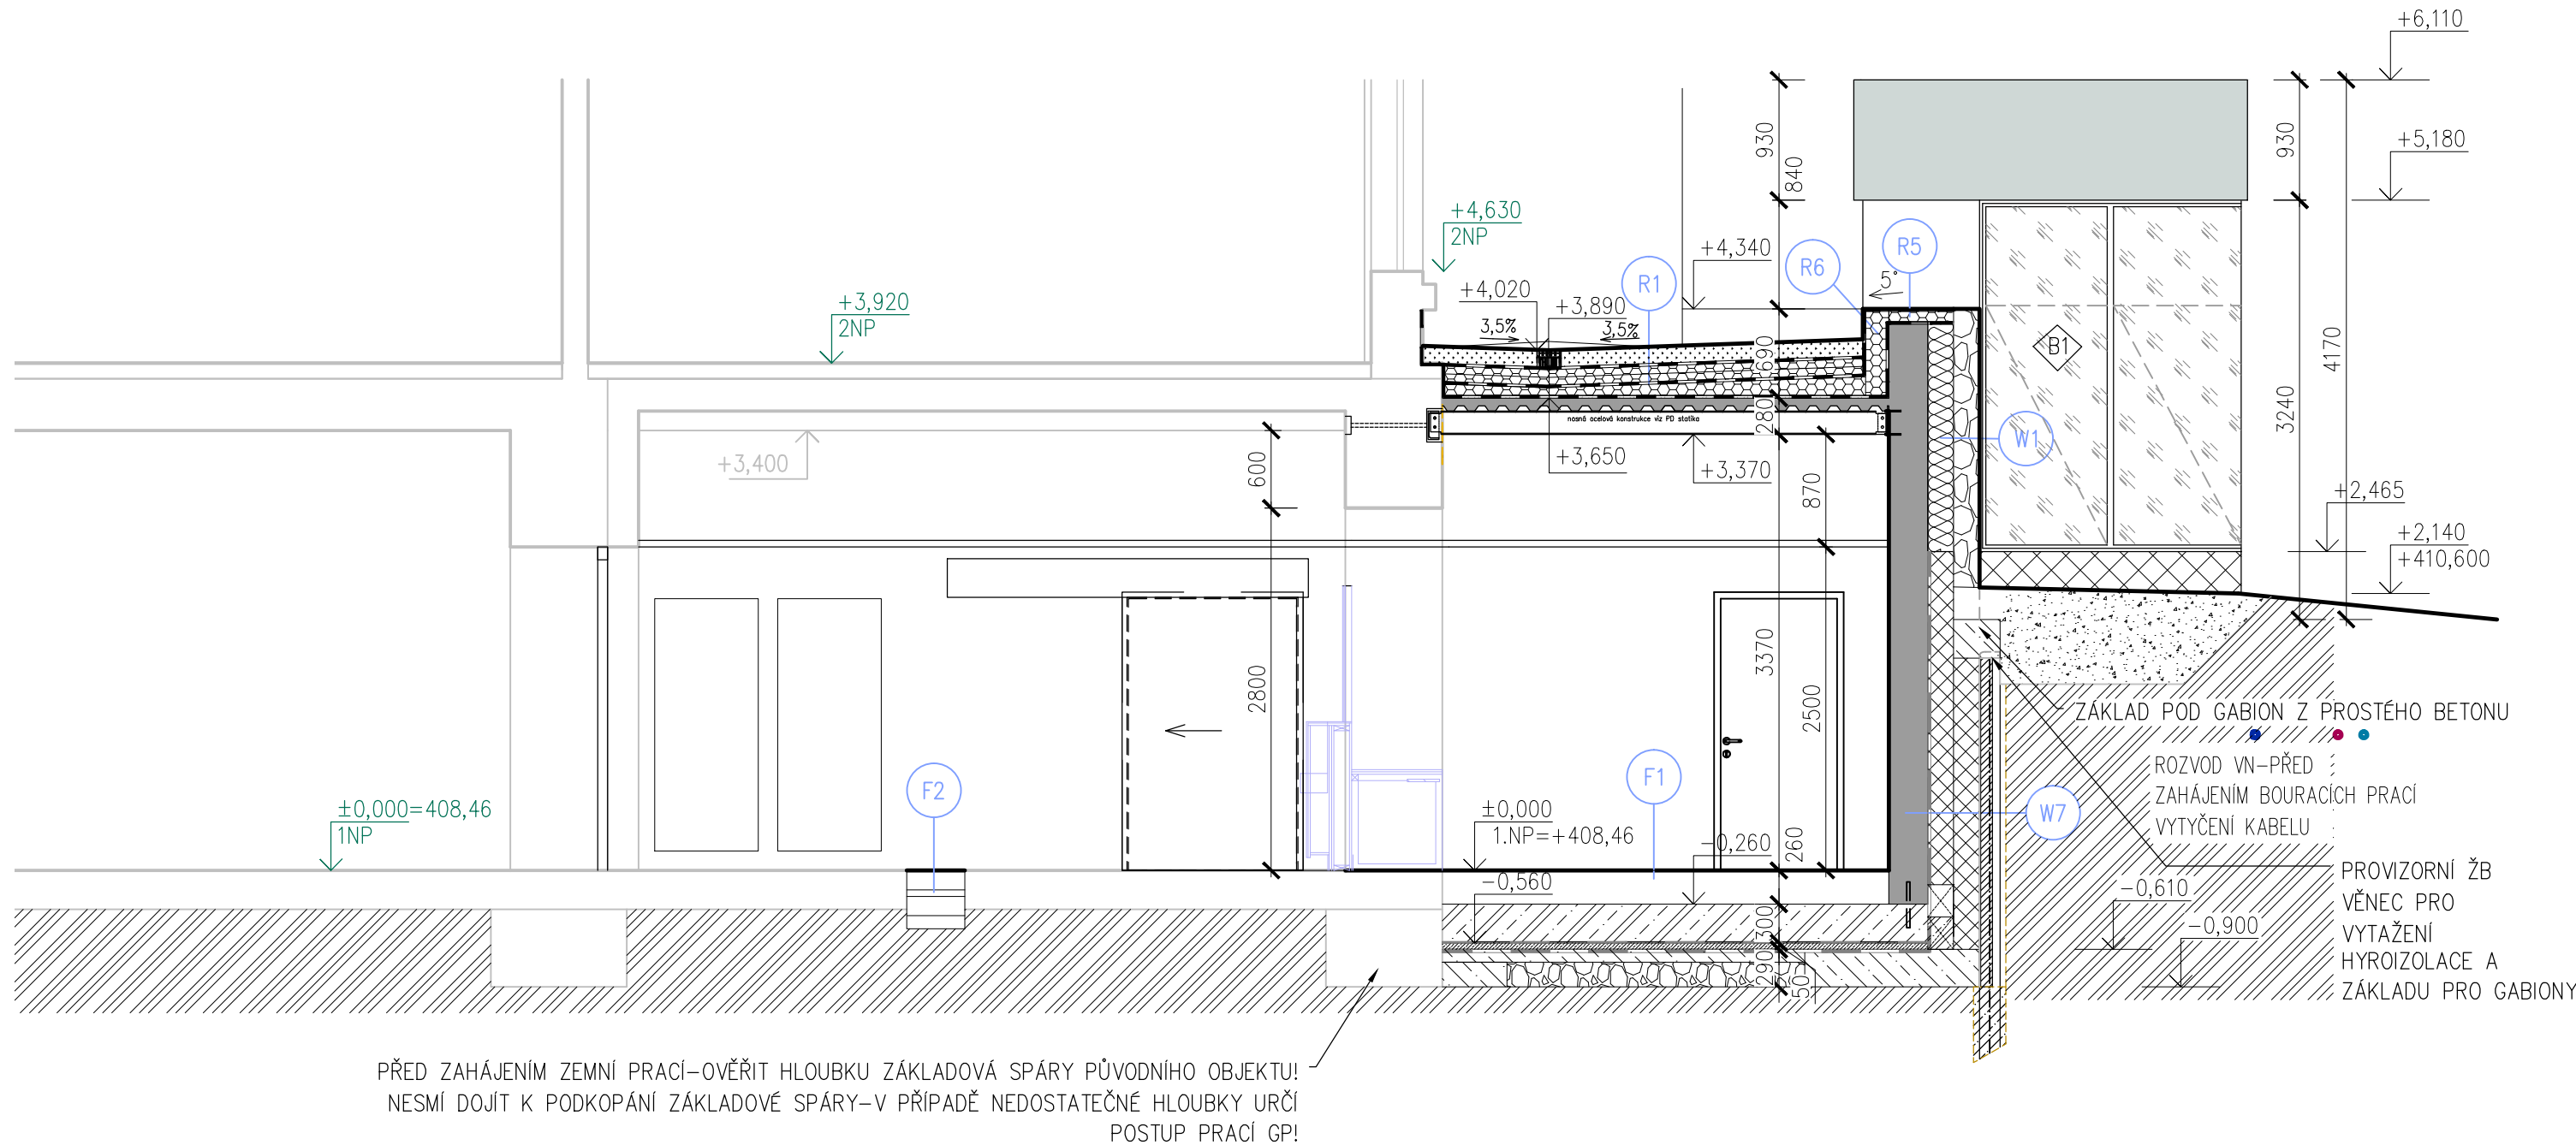 +6,110
+5,180
930
840
930
+4,630
2NP
+4,340
R5
R6
5°
R1
+4,020
+3,890
3,5%
3,5%
+3,920
2NP
B1
4170
690
3240
280
nosná ocelová konstrukce viz PD statika
W1
+3,400
600
+3,650
+3,370
870
+2,465
+2,140
+410,600
3370
2800
2500
ZÁKLAD POD GABION Z PROSTÉHO BETONU
ROZVOD VN-PŘED
ZAHÁJENÍM BOURACÍCH PRACÍ
VYTYČENÍ KABELU
F2
F1
W7
±0,000=408,46
1NP
±0,000
1.NP=+408,46
-0,260
260
-0,560
PROVIZORNÍ ŽB
VĚNEC PRO
VYTAŽENÍ
HYROIZOLACE A
ZÁKLADU PRO GABIONY
-0,610
-0,900
300
290
50
PŘED ZAHÁJENÍM ZEMNÍ PRACÍ-OVĚŘIT HLOUBKU ZÁKLADOVÁ SPÁRY PŮVODNÍHO OBJEKTU!
NESMÍ DOJÍT K PODKOPÁNÍ ZÁKLADOVÉ SPÁRY-V PŘÍPADĚ NEDOSTATEČNÉ HLOUBKY URČÍ
POSTUP PRACÍ GP!